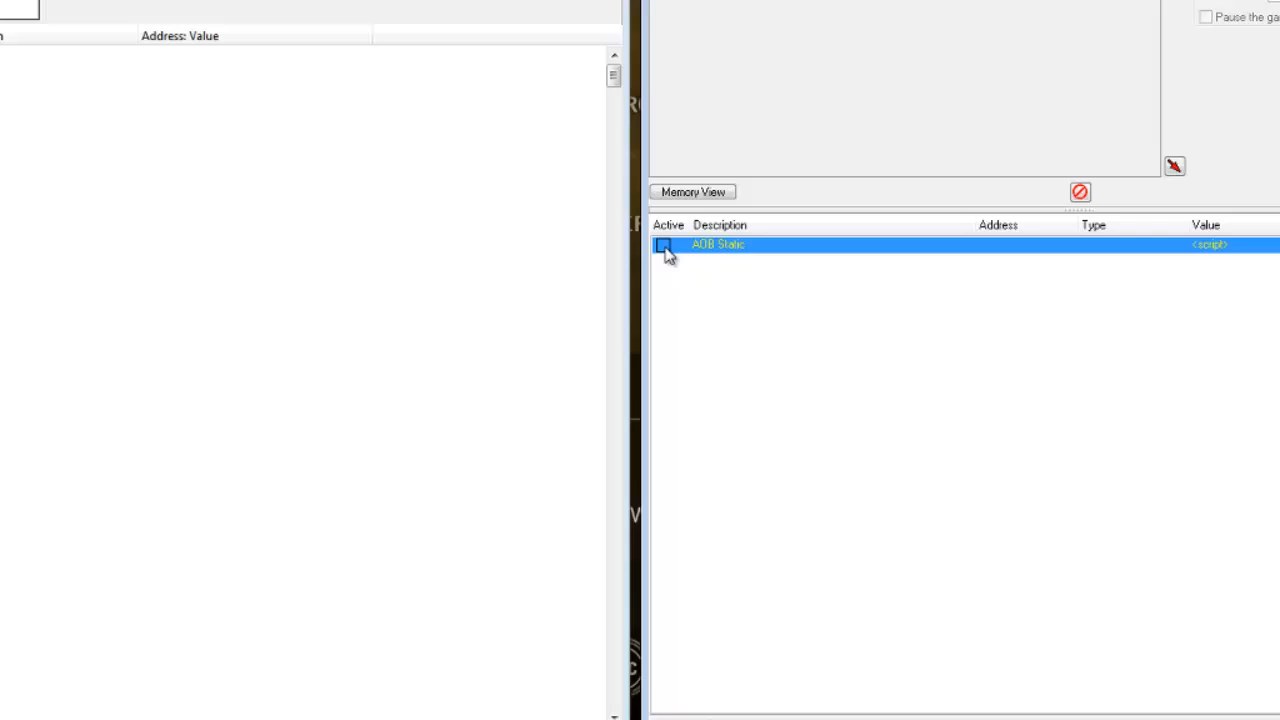 Address: Value
Pause the ga
Memory View
Active Description Address Type Value
AOB Static <script>